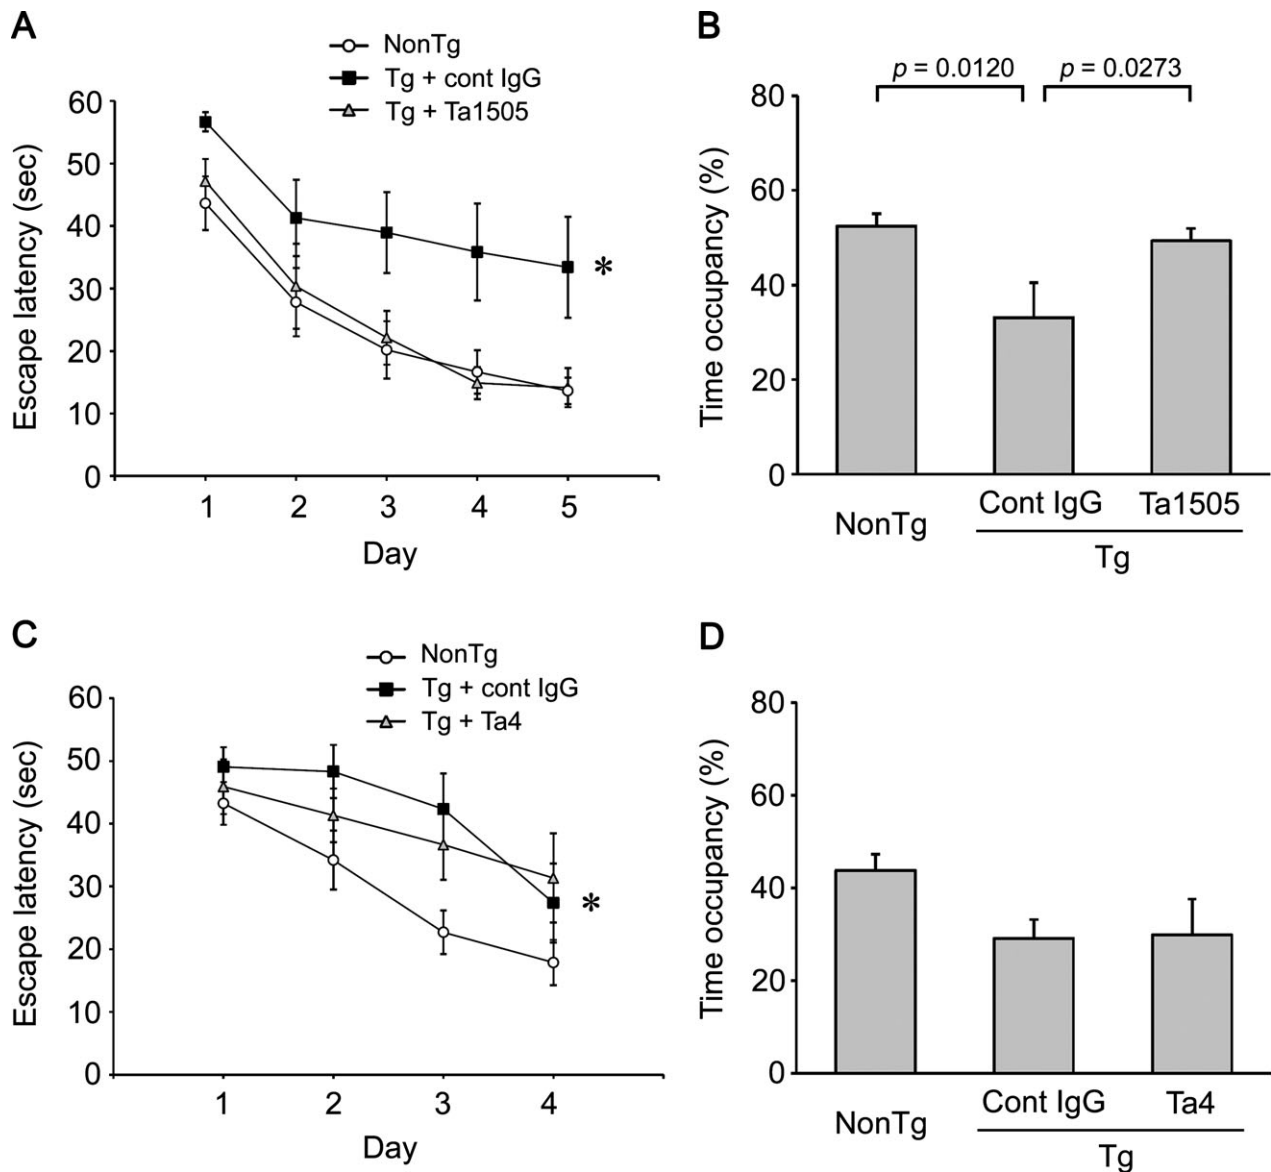 A
NonTg
Tg + cont IgG
Tg + Ta1505
Escape latency (sec)
60
50
40
30
20
10
0
*
1 2 3 4 5
Day
B
p = 0.0120 p = 0.0273
Time occupancy (%)
80
60
40
20
0
NonTg Cont IgG Ta1505
Tg
C
NonTg
Tg + cont IgG
Tg + Ta4
Escape latency (sec)
60
50
40
30
20
10
0
*
1 2 3 4
Day
D
Time occupancy (%)
80
60
40
20
0
NonTg Cont IgG Ta4
Tg